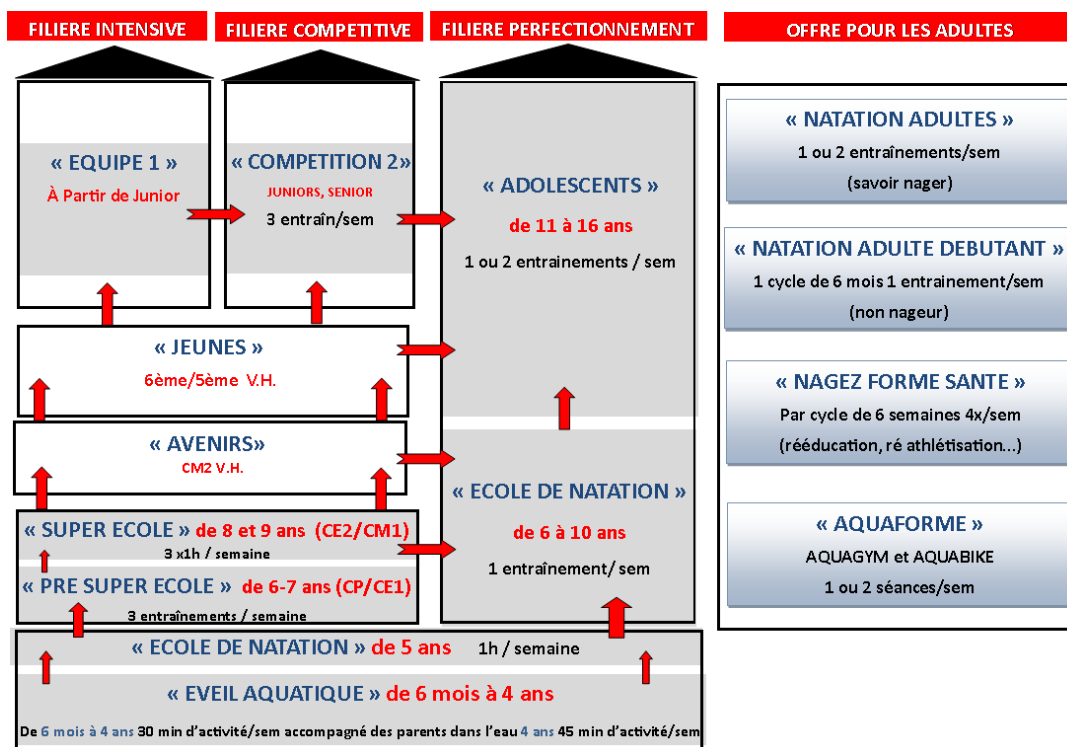 FILIERE INTENSIVE
FILIERE COMPETITIVE
FILIERE PERFECTIONNEMENT
OFFRE POUR LES ADULTES
« EQUIPE 1 »
À Partir de Junior
« COMPETITION 2»
JUNIORS, SENIOR
3 entraîn/sem
« ADOLESCENTS »
de 11 à 16 ans
1 ou 2 entrainements / sem
« JEUNES »
6ème/5ème V.H.
« AVENIRS»
CM2 V.H.
« ECOLE DE NATATION »
de 6 à 10 ans
1 entraînement/ sem
« SUPER ECOLE » de 8 et 9 ans (CE2/CM1)
3 x1h / semaine
« PRE SUPER ECOLE » de 6-7 ans (CP/CE1)
3 entraînements / semaine
« ECOLE DE NATATION » de 5 ans 1h / semaine
« EVEIL AQUATIQUE » de 6 mois à 4 ans
De 6 mois à 4 ans 30 min d'activité/sem accompagné des parents dans l'eau 4 ans 45 min d'activité/sem
« NATATION ADULTES »
1 ou 2 entraînements/sem
(savoir nager)
« NATATION ADULTE DEBUTANT »
1 cycle de 6 mois 1 entrainement/sem
(non nageur)
« NAGEZ FORME SANTE »
Par cycle de 6 semaines 4x/sem
(rééducation, ré athlétisation...)
« AQUAFORME »
AQUAGYM et AQUABIKE
1 ou 2 séances/sem